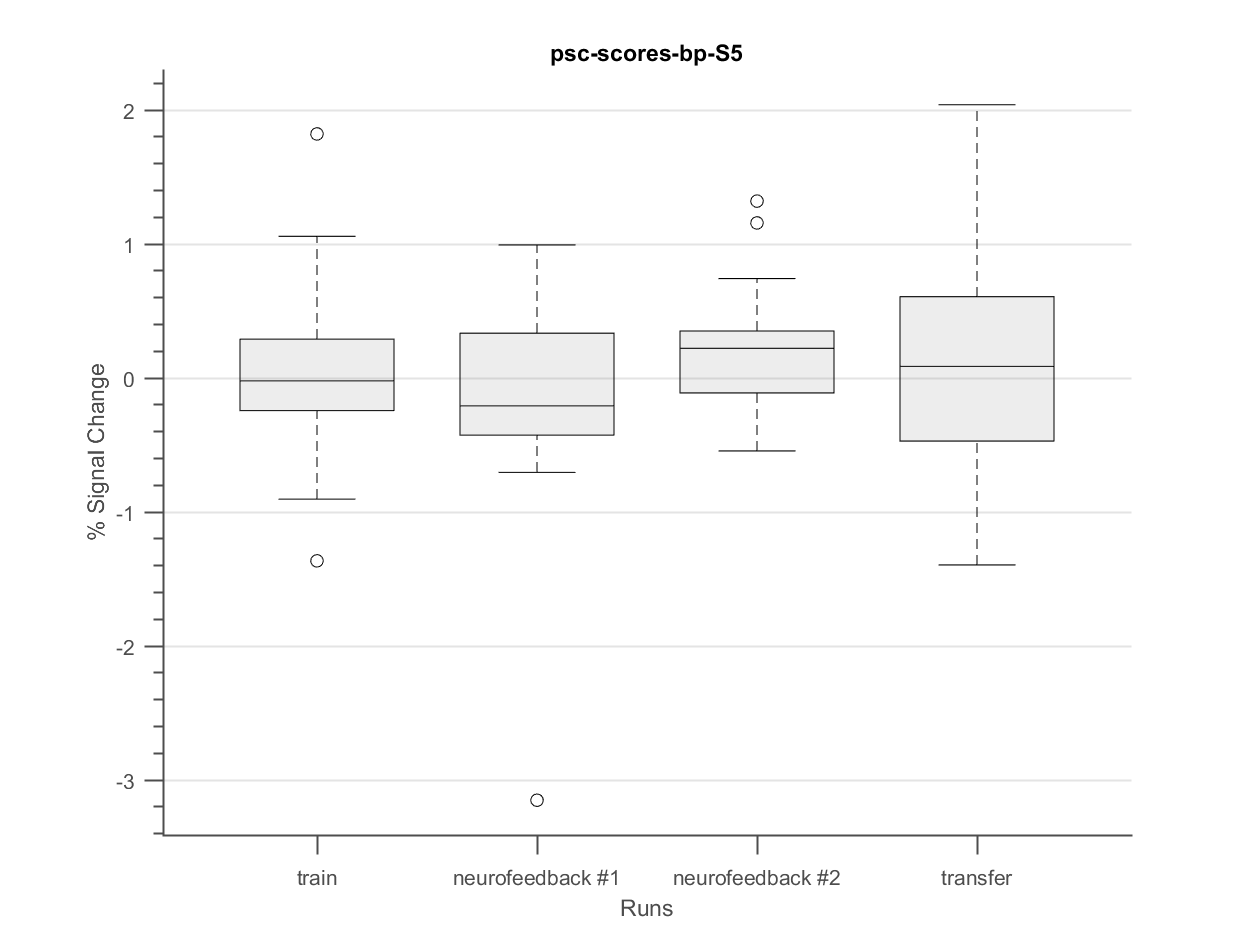 psc-scores-bp-S5
2
1
0
-1
-2
-3
% Signal Change
train neurofeedback #1 neurofeedback #2 transfer
Runs